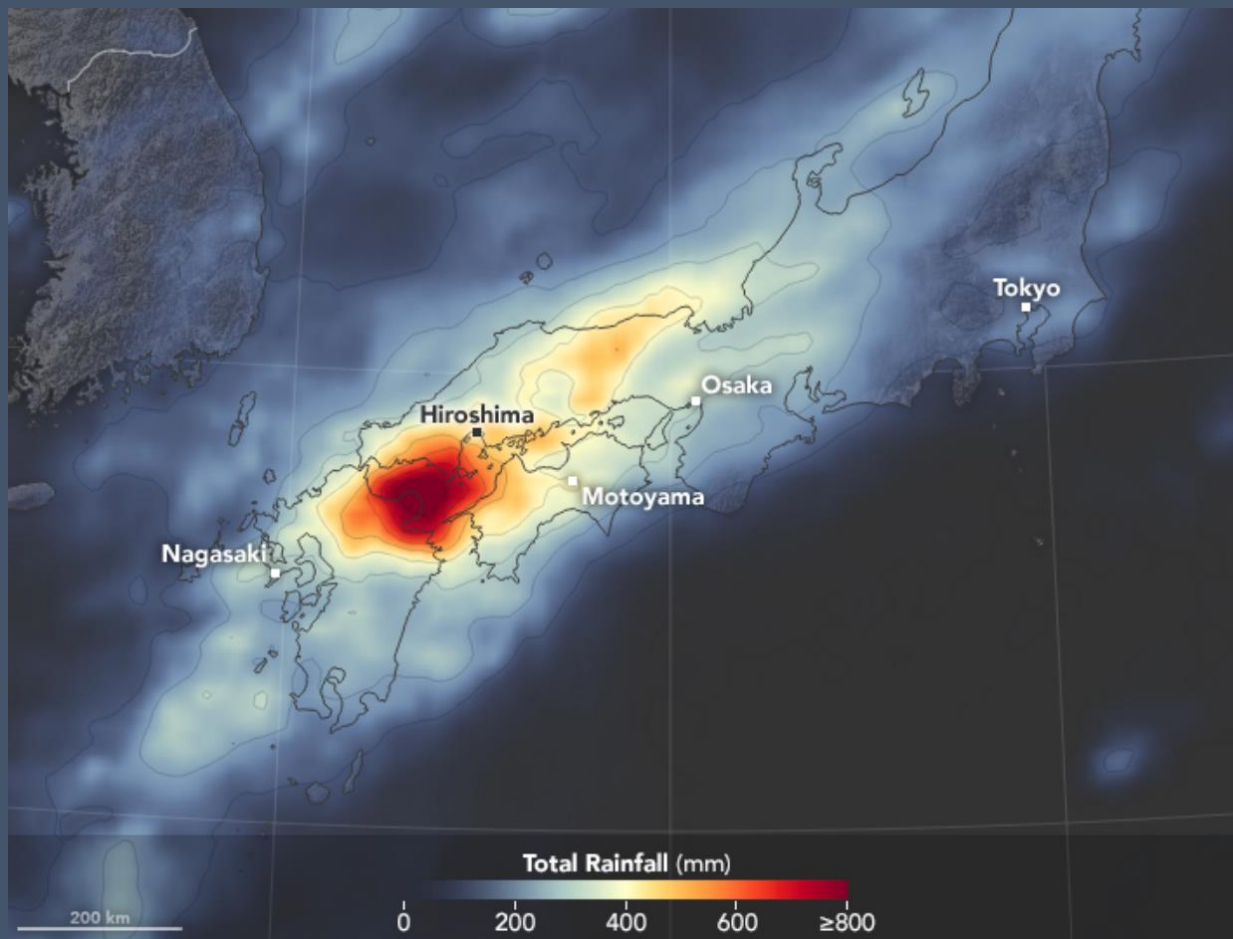 Tokyo
Osaka
Hiroshima
Motoyama
Nagasaki
Total Rainfall (mm)
0 200 400 600 ≥800
200 km